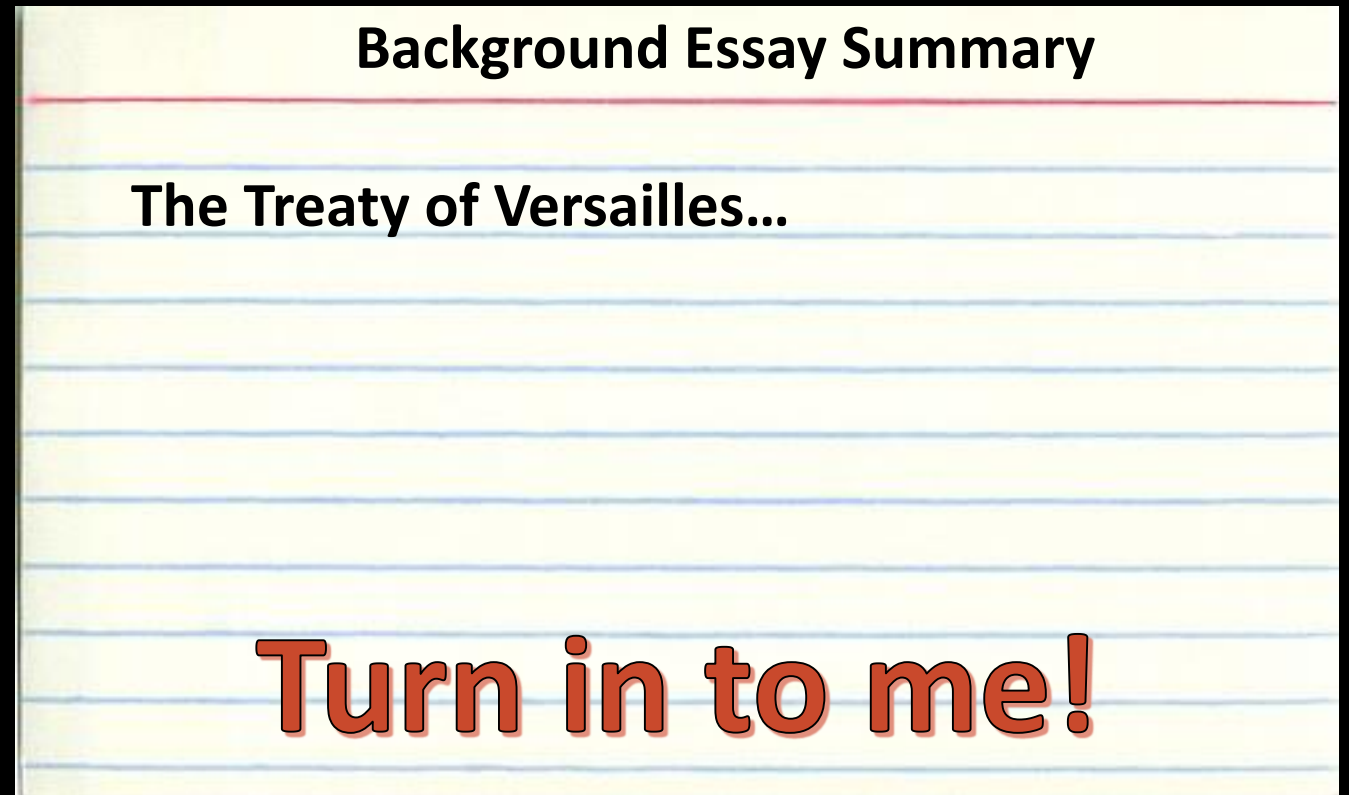 Background Essay Summary
The Treaty of Versailles…
Turn in to me!